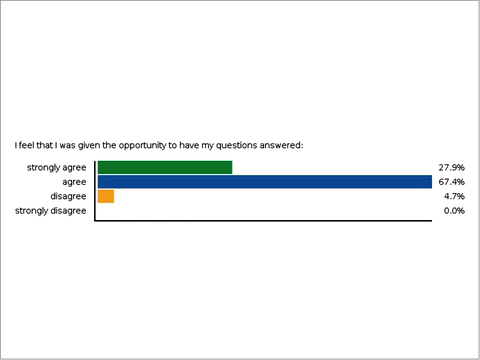 I feel that I was given the opportunity to have my questions answered:
strongly agree 27.9%
agree 67.4%
disagree 4.7%
strongly disagree 0.0%